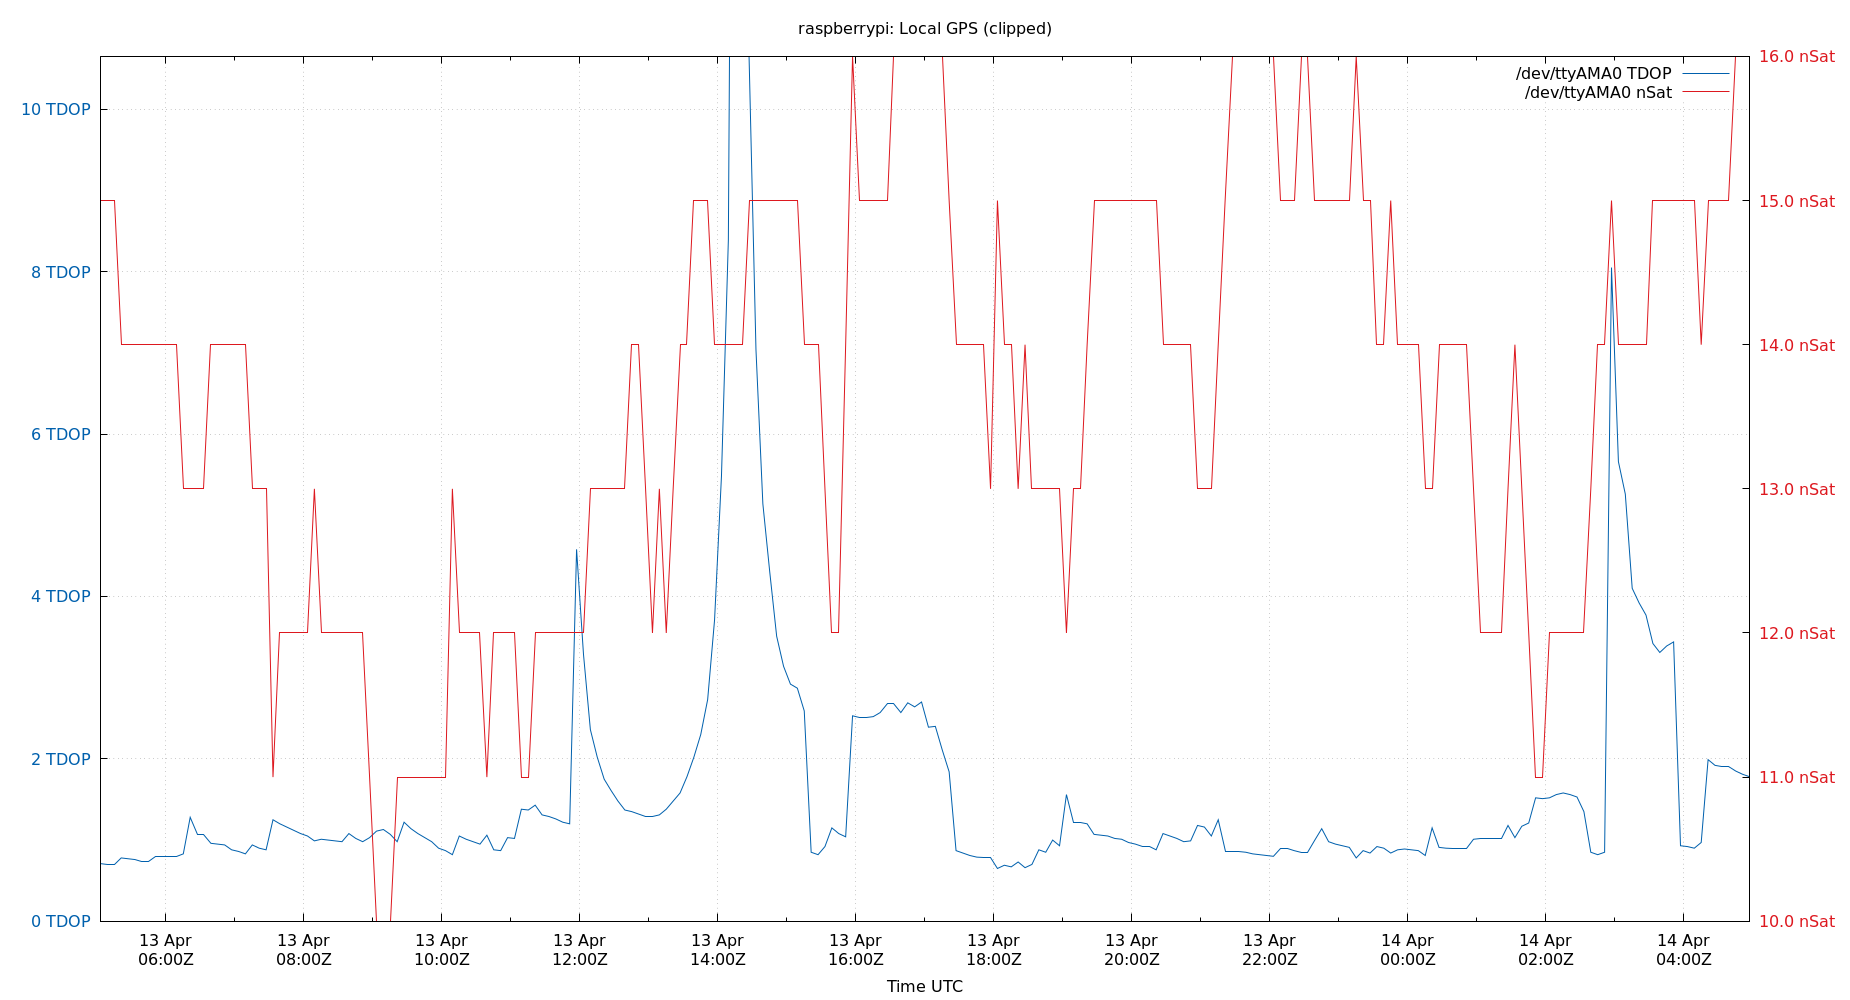 raspberrypi: Local GPS (clipped)
/dev/ttyAMA0 TDOP
/dev/ttyAMA0 nSat
10 TDOP
8 TDOP
6 TDOP
4 TDOP
2 TDOP
0 TDOP
16.0 nSat
15.0 nSat
14.0 nSat
13.0 nSat
12.0 nSat
11.0 nSat
10.0 nSat
13 Apr
06:00Z
13 Apr
08:00Z
13 Apr
10:00Z
13 Apr
12:00Z
13 Apr
14:00Z
13 Apr
16:00Z
13 Apr
18:00Z
13 Apr
20:00Z
13 Apr
22:00Z
14 Apr
00:00Z
14 Apr
02:00Z
14 Apr
04:00Z
Time UTC